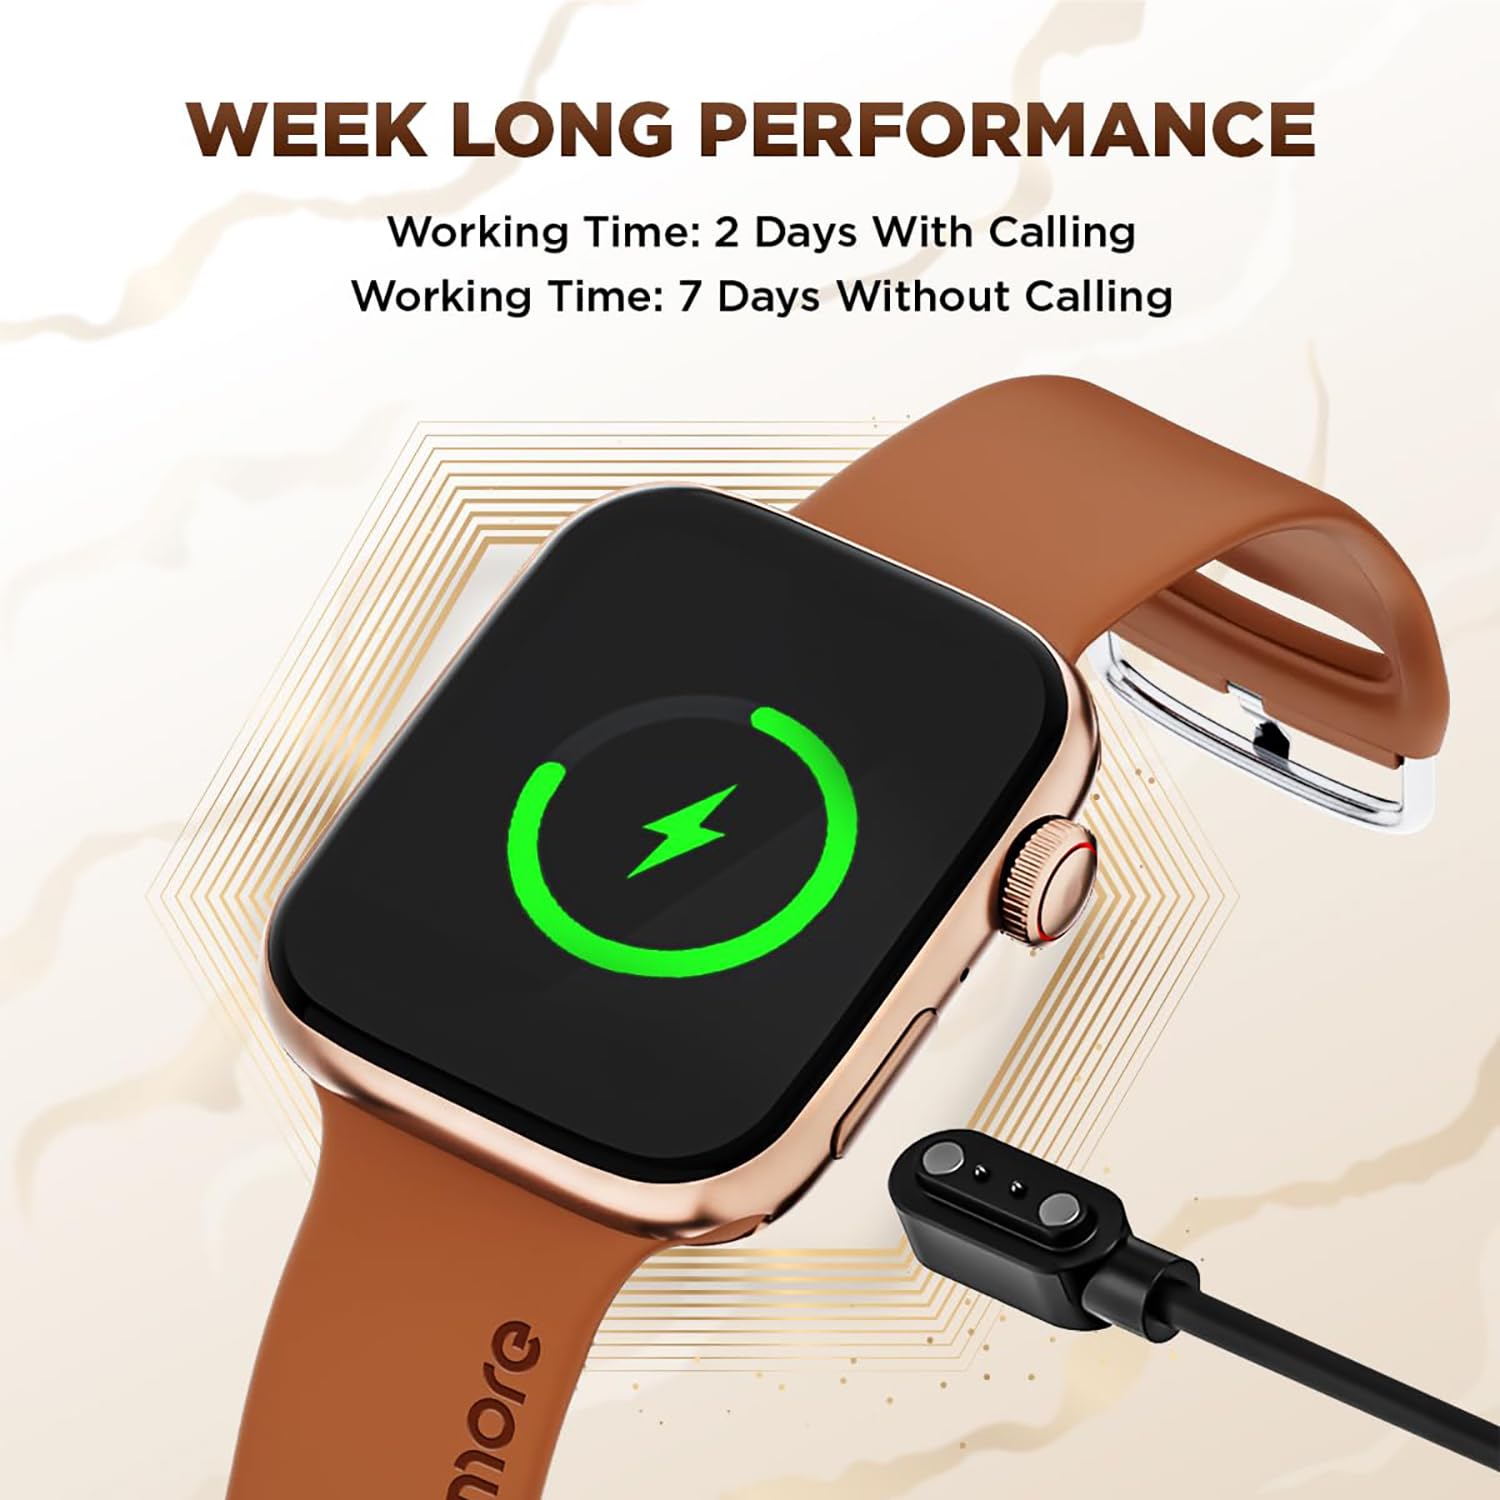 WEEK LONG PERFORMANCE
Working Time: 2 Days With Calling
Working Time: 7 Days Without Calling
more